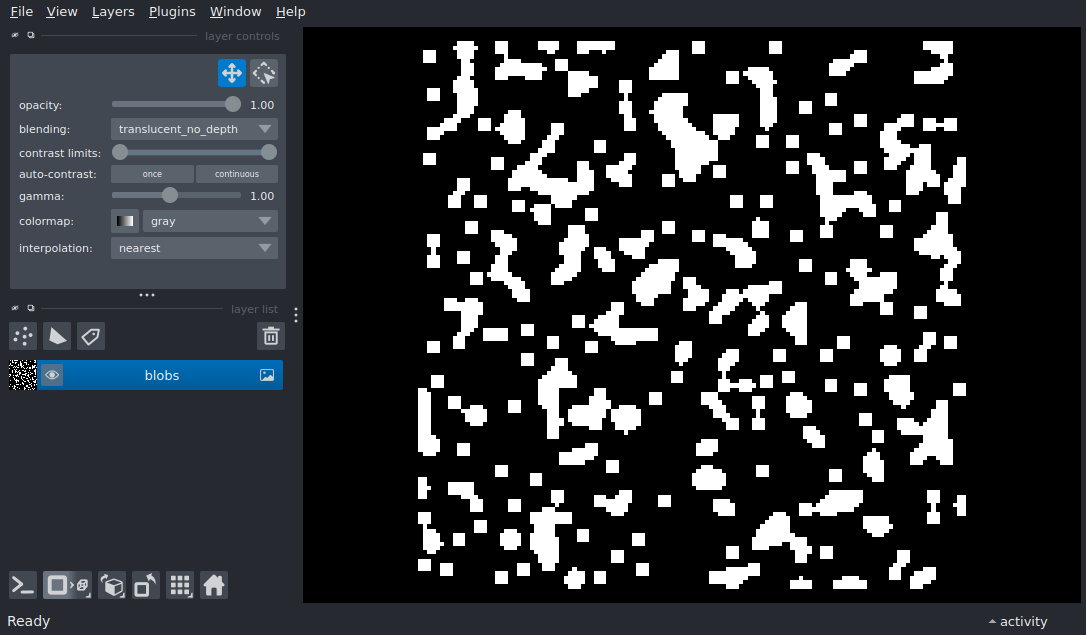 File View Layers Plugins Window Help
layer controls
opacity: 1.00
blending: translucent_no_depth
contrast limits:
auto-contrast: once continuous
gamma: 1.00
colormap: gray
interpolation: nearest
layer list
blobs
Ready
activity